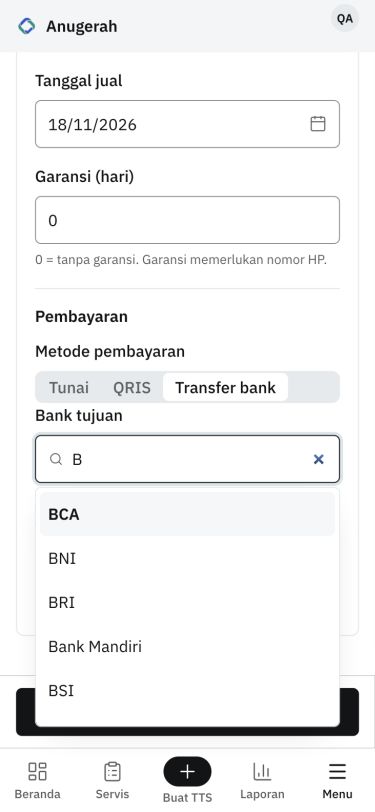 Anugerah
QA
Tanggal jual
18/11/2026
Garansi (hari)
0
0 = tanpa garansi. Garansi memerlukan nomor HP.
Pembayaran
Metode pembayaran
Tunai QRIS Transfer bank
Bank tujuan
B
BCA
BNI
BRI
Bank Mandiri
BSI
Beranda Servis Buat TTS Laporan Menu